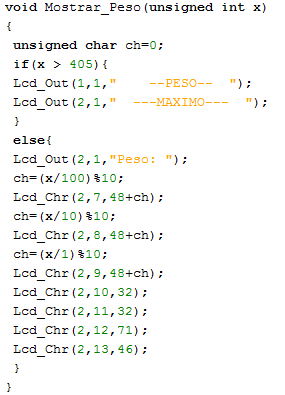 void Mostrar_Peso(unsigned int x)
{
unsigned char ch=0;
if(x > 405){
Lcd_Out(1,1,"    --PESO--  ");
Lcd_Out(2,1,"  ---MAXIMO---  ");
}
else{
Lcd_Out(2,1,"Peso: ");
ch=(x/100)%10;
Lcd_Chr(2,7,48+ch);
ch=(x/10)%10;
Lcd_Chr(2,8,48+ch);
ch=(x/1)%10;
Lcd_Chr(2,9,48+ch);
Lcd_Chr(2,10,32);
Lcd_Chr(2,11,32);
Lcd_Chr(2,12,71);
Lcd_Chr(2,13,46);
}
}